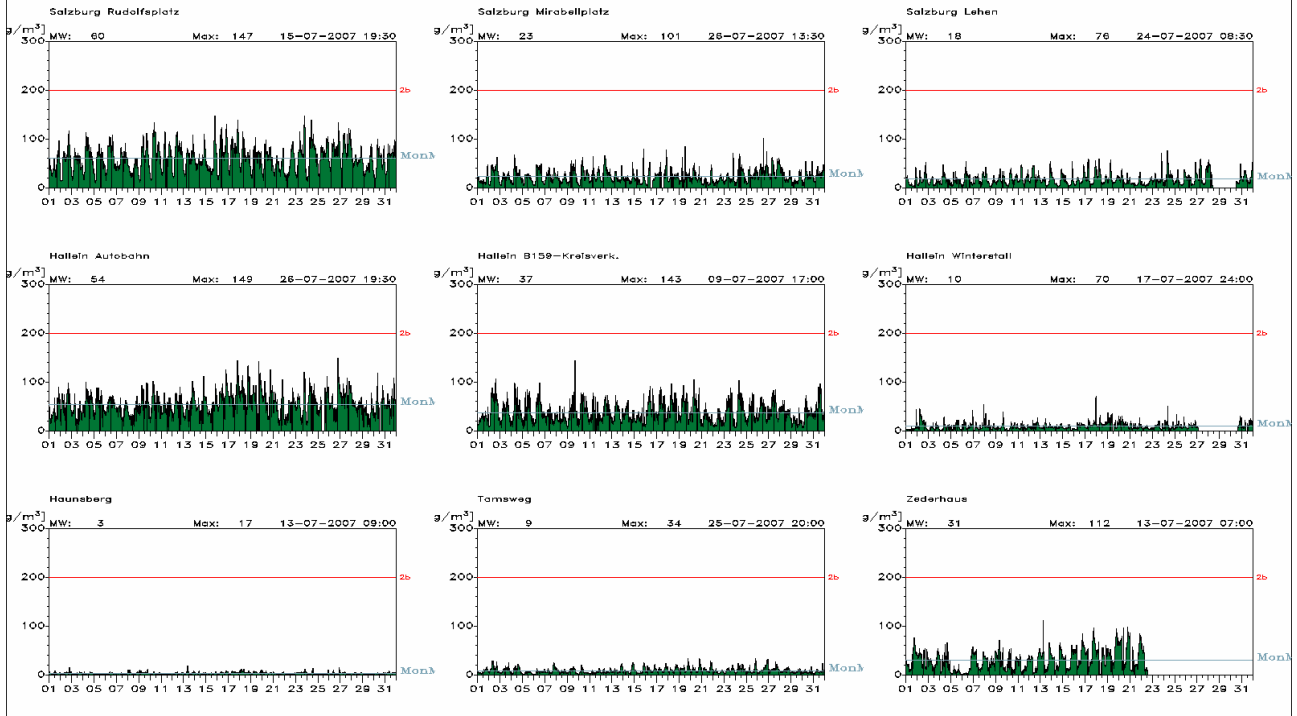 Salzburg Rudolfsplatz
g/m³] MW: 60 Max: 147 15-07-2007 19:30
300
200 2b
100
MonM
0
01 03 05 07 09 11 13 15 17 19 21 23 25 27 29 31
Salzburg Mirabellplatz
g/m³] MW: 23 Max: 101 26-07-2007 13:30
300
200 2b
100
MonM
0
01 03 05 07 09 11 13 15 17 19 21 23 25 27 29 31
Salzburg Lehen
g/m³] MW: 18 Max: 76 24-07-2007 08:30
300
200 2b
100
MonM
0
01 03 05 07 09 11 13 15 17 19 21 23 25 27 29 31
Hallein Autobahn
g/m³] MW: 54 Max: 149 26-07-2007 19:30
300
200 2b
100
MonM
0
01 03 05 07 09 11 13 15 17 19 21 23 25 27 29 31
Hallein B159-Kreisverk.
g/m³] MW: 37 Max: 143 09-07-2007 17:00
300
200 2b
100
MonM
0
01 03 05 07 09 11 13 15 17 19 21 23 25 27 29 31
Hallein Winterstall
g/m³] MW: 10 Max: 70 17-07-2007 24:00
300
200 2b
100
MonM
0
01 03 05 07 09 11 13 15 17 19 21 23 25 27 29 31
Haunsberg
g/m³] MW: 3 Max: 17 13-07-2007 09:00
300
200 2b
100
MonM
0
01 03 05 07 09 11 13 15 17 19 21 23 25 27 29 31
Tamsweg
g/m³] MW: 9 Max: 34 25-07-2007 20:00
300
200 2b
100
MonM
0
01 03 05 07 09 11 13 15 17 19 21 23 25 27 29 31
Zederhaus
g/m³] MW: 31 Max: 112 13-07-2007 07:00
300
200 2b
100
MonM
0
01 03 05 07 09 11 13 15 17 19 21 23 25 27 29 31